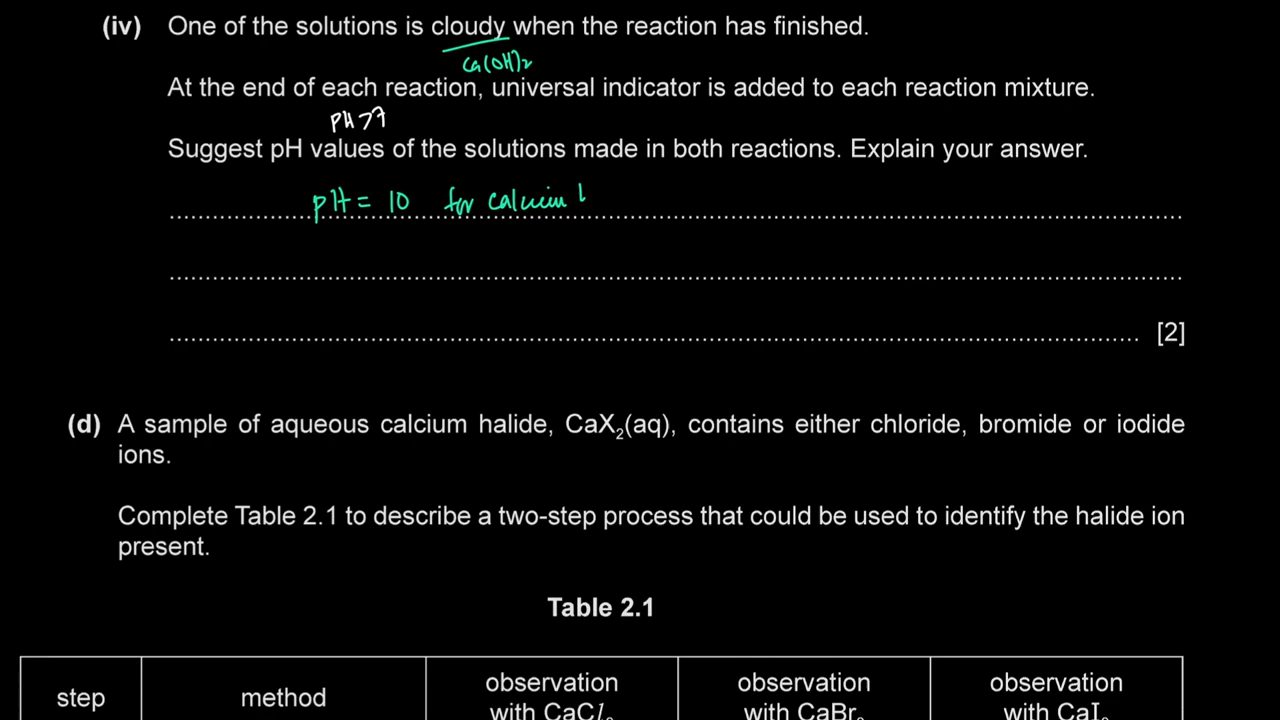 (iv) One of the solutions is cloudy when the reaction has finished.
Ca(OH)₂
At the end of each reaction, universal indicator is added to each reaction mixture.
pH >7
Suggest pH values of the solutions made in both reactions. Explain your answer.
pH = 10 for calcium
[2]
(d) A sample of aqueous calcium halide, CaX₂(aq), contains either chloride, bromide or iodide
ions.
Complete Table 2.1 to describe a two-step process that could be used to identify the halide ion
present.
Table 2.1
step method observation with CaCl₂ observation with CaBr₂ observation with CaI₂